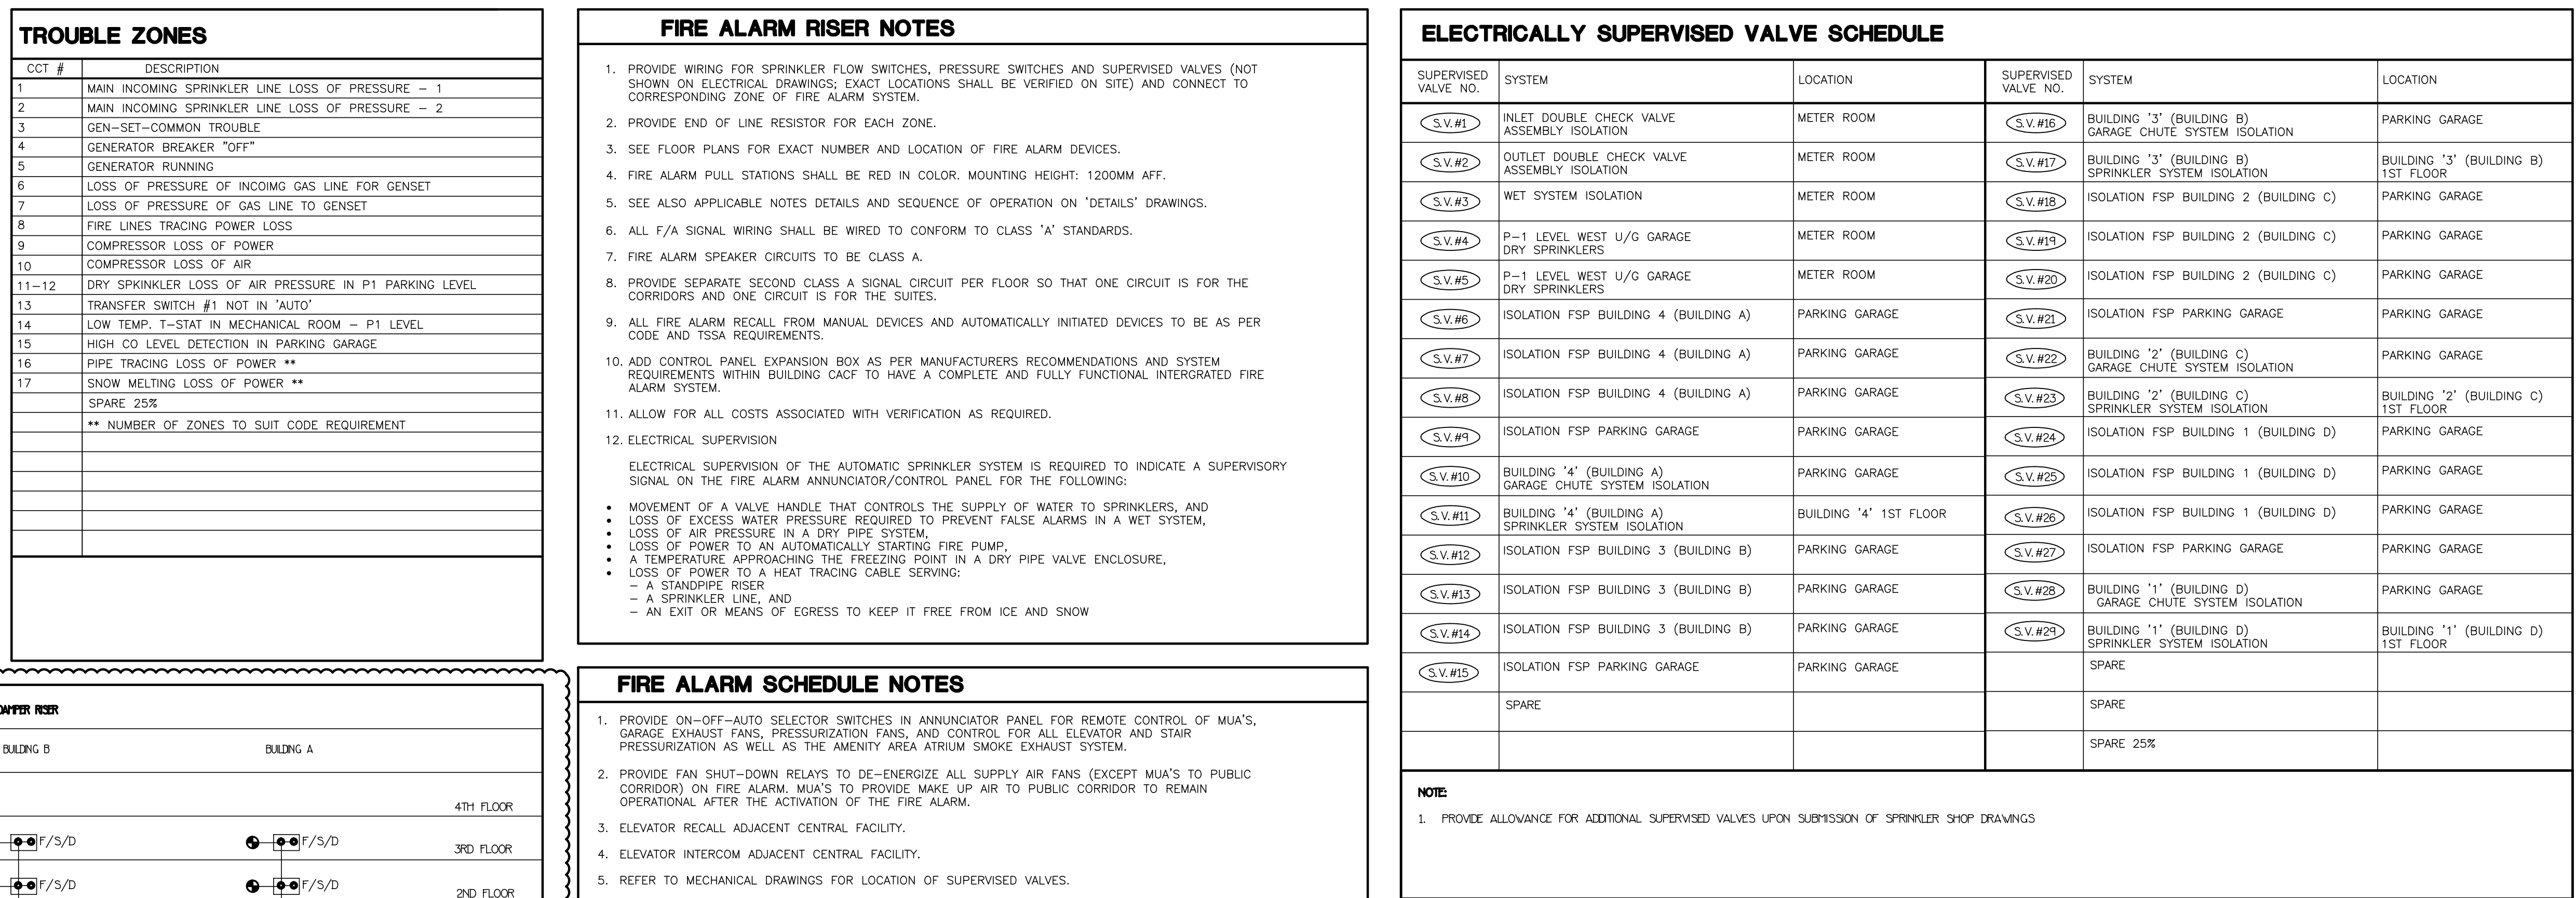 TROUBLE ZONES
CCT # DESCRIPTION
1 MAIN INCOMING SPRINKLER LINE LOSS OF PRESSURE – 1
2 MAIN INCOMING SPRINKLER LINE LOSS OF PRESSURE – 2
3 GEN–SET–COMMON TROUBLE
4 GENERATOR BREAKER "OFF"
5 GENERATOR RUNNING
6 LOSS OF PRESSURE OF INCOIMG GAS LINE FOR GENSET
7 LOSS OF PRESSURE OF GAS LINE TO GENSET
8 FIRE LINES TRACING POWER LOSS
9 COMPRESSOR LOSS OF POWER
10 COMPRESSOR LOSS OF AIR
11–12 DRY SPKINKLER LOSS OF AIR PRESSURE IN P1 PARKING LEVEL
13 TRANSFER SWITCH #1 NOT IN 'AUTO'
14 LOW TEMP. T–STAT IN MECHANICAL ROOM – P1 LEVEL
15 HIGH CO LEVEL DETECTION IN PARKING GARAGE
16 PIPE TRACING LOSS OF POWER **
17 SNOW MELTING LOSS OF POWER **
SPARE 25%
** NUMBER OF ZONES TO SUIT CODE REQUIREMENT
DAMPER RISER
BUILDING B BUILDING A
4TH FLOOR
F/S/D F/S/D 3RD FLOOR
F/S/D F/S/D 2ND FLOOR
FIRE ALARM RISER NOTES
1. PROVIDE WIRING FOR SPRINKLER FLOW SWITCHES, PRESSURE SWITCHES AND SUPERVISED VALVES (NOT
SHOWN ON ELECTRICAL DRAWINGS; EXACT LOCATIONS SHALL BE VERIFIED ON SITE) AND CONNECT TO
CORRESPONDING ZONE OF FIRE ALARM SYSTEM.
2. PROVIDE END OF LINE RESISTOR FOR EACH ZONE.
3. SEE FLOOR PLANS FOR EXACT NUMBER AND LOCATION OF FIRE ALARM DEVICES.
4. FIRE ALARM PULL STATIONS SHALL BE RED IN COLOR. MOUNTING HEIGHT: 1200MM AFF.
5. SEE ALSO APPLICABLE NOTES DETAILS AND SEQUENCE OF OPERATION ON 'DETAILS' DRAWINGS.
6. ALL F/A SIGNAL WIRING SHALL BE WIRED TO CONFORM TO CLASS 'A' STANDARDS.
7. FIRE ALARM SPEAKER CIRCUITS TO BE CLASS A.
8. PROVIDE SEPARATE SECOND CLASS A SIGNAL CIRCUIT PER FLOOR SO THAT ONE CIRCUIT IS FOR THE
CORRIDORS AND ONE CIRCUIT IS FOR THE SUITES.
9. ALL FIRE ALARM RECALL FROM MANUAL DEVICES AND AUTOMATICALLY INITIATED DEVICES TO BE AS PER
CODE AND TSSA REQUIREMENTS.
10. ADD CONTROL PANEL EXPANSION BOX AS PER MANUFACTURERS RECOMMENDATIONS AND SYSTEM
REQUIREMENTS WITHIN BUILDING CACF TO HAVE A COMPLETE AND FULLY FUNCTIONAL INTERGRATED FIRE
ALARM SYSTEM.
11. ALLOW FOR ALL COSTS ASSOCIATED WITH VERIFICATION AS REQUIRED.
12. ELECTRICAL SUPERVISION
ELECTRICAL SUPERVISION OF THE AUTOMATIC SPRINKLER SYSTEM IS REQUIRED TO INDICATE A SUPERVISORY
SIGNAL ON THE FIRE ALARM ANNUNCIATOR/CONTROL PANEL FOR THE FOLLOWING:
• MOVEMENT OF A VALVE HANDLE THAT CONTROLS THE SUPPLY OF WATER TO SPRINKLERS, AND
• LOSS OF EXCESS WATER PRESSURE REQUIRED TO PREVENT FALSE ALARMS IN A WET SYSTEM,
• LOSS OF AIR PRESSURE IN A DRY PIPE SYSTEM,
• LOSS OF POWER TO AN AUTOMATICALLY STARTING FIRE PUMP,
• A TEMPERATURE APPROACHING THE FREEZING POINT IN A DRY PIPE VALVE ENCLOSURE,
• LOSS OF POWER TO A HEAT TRACING CABLE SERVING:
– A STANDPIPE RISER
– A SPRINKLER LINE, AND
– AN EXIT OR MEANS OF EGRESS TO KEEP IT FREE FROM ICE AND SNOW
FIRE ALARM SCHEDULE NOTES
1. PROVIDE ON–OFF–AUTO SELECTOR SWITCHES IN ANNUNCIATOR PANEL FOR REMOTE CONTROL OF MUA'S,
GARAGE EXHAUST FANS, PRESSURIZATION FANS, AND CONTROL FOR ALL ELEVATOR AND STAIR
PRESSURIZATION AS WELL AS THE AMENITY AREA ATRIUM SMOKE EXHAUST SYSTEM.
2. PROVIDE FAN SHUT–DOWN RELAYS TO DE–ENERGIZE ALL SUPPLY AIR FANS (EXCEPT MUA'S TO PUBLIC
CORRIDOR) ON FIRE ALARM. MUA'S TO PROVIDE MAKE UP AIR TO PUBLIC CORRIDOR TO REMAIN
OPERATIONAL AFTER THE ACTIVATION OF THE FIRE ALARM.
3. ELEVATOR RECALL ADJACENT CENTRAL FACILITY.
4. ELEVATOR INTERCOM ADJACENT CENTRAL FACILITY.
5. REFER TO MECHANICAL DRAWINGS FOR LOCATION OF SUPERVISED VALVES.
ELECTRICALLY SUPERVISED VALVE SCHEDULE
SUPERVISED VALVE NO. SYSTEM LOCATION
S.V.#1 INLET DOUBLE CHECK VALVE METER ROOM
ASSEMBLY ISOLATION
S.V.#2 OUTLET DOUBLE CHECK VALVE METER ROOM
ASSEMBLY ISOLATION
S.V.#3 WET SYSTEM ISOLATION METER ROOM
S.V.#4 P–1 LEVEL WEST U/G GARAGE METER ROOM
DRY SPRINKLERS
S.V.#5 P–1 LEVEL WEST U/G GARAGE METER ROOM
DRY SPRINKLERS
S.V.#6 ISOLATION FSP BUILDING 4 (BUILDING A) PARKING GARAGE
S.V.#7 ISOLATION FSP BUILDING 4 (BUILDING A) PARKING GARAGE
S.V.#8 ISOLATION FSP BUILDING 4 (BUILDING A) PARKING GARAGE
S.V.#9 ISOLATION FSP PARKING GARAGE PARKING GARAGE
S.V.#10 BUILDING '4' (BUILDING A) PARKING GARAGE
GARAGE CHUTE SYSTEM ISOLATION
S.V.#11 BUILDING '4' (BUILDING A) BUILDING '4' 1ST FLOOR
SPRINKLER SYSTEM ISOLATION
S.V.#12 ISOLATION FSP BUILDING 3 (BUILDING B) PARKING GARAGE
S.V.#13 ISOLATION FSP BUILDING 3 (BUILDING B) PARKING GARAGE
S.V.#14 ISOLATION FSP BUILDING 3 (BUILDING B) PARKING GARAGE
S.V.#15 ISOLATION FSP PARKING GARAGE PARKING GARAGE
SPARE
SUPERVISED VALVE NO. SYSTEM LOCATION
S.V.#16 BUILDING '3' (BUILDING B) PARKING GARAGE
GARAGE CHUTE SYSTEM ISOLATION
S.V.#17 BUILDING '3' (BUILDING B) BUILDING '3' (BUILDING B)
SPRINKLER SYSTEM ISOLATION 1ST FLOOR
S.V.#18 ISOLATION FSP BUILDING 2 (BUILDING C) PARKING GARAGE
S.V.#19 ISOLATION FSP BUILDING 2 (BUILDING C) PARKING GARAGE
S.V.#20 ISOLATION FSP BUILDING 2 (BUILDING C) PARKING GARAGE
S.V.#21 ISOLATION FSP PARKING GARAGE PARKING GARAGE
S.V.#22 BUILDING '2' (BUILDING C) PARKING GARAGE
GARAGE CHUTE SYSTEM ISOLATION
S.V.#23 BUILDING '2' (BUILDING C) BUILDING '2' (BUILDING C)
SPRINKLER SYSTEM ISOLATION 1ST FLOOR
S.V.#24 ISOLATION FSP BUILDING 1 (BUILDING D) PARKING GARAGE
S.V.#25 ISOLATION FSP BUILDING 1 (BUILDING D) PARKING GARAGE
S.V.#26 ISOLATION FSP BUILDING 1 (BUILDING D) PARKING GARAGE
S.V.#27 ISOLATION FSP PARKING GARAGE PARKING GARAGE
S.V.#28 BUILDING '1' (BUILDING D) PARKING GARAGE
GARAGE CHUTE SYSTEM ISOLATION
S.V.#29 BUILDING '1' (BUILDING D) BUILDING '1' (BUILDING D)
SPRINKLER SYSTEM ISOLATION 1ST FLOOR
SPARE
SPARE
SPARE 25%
NOTE:
1. PROVIDE ALLOWANCE FOR ADDITIONAL SUPERVISED VALVES UPON SUBMISSION OF SPRINKLER SHOP DRAWINGS